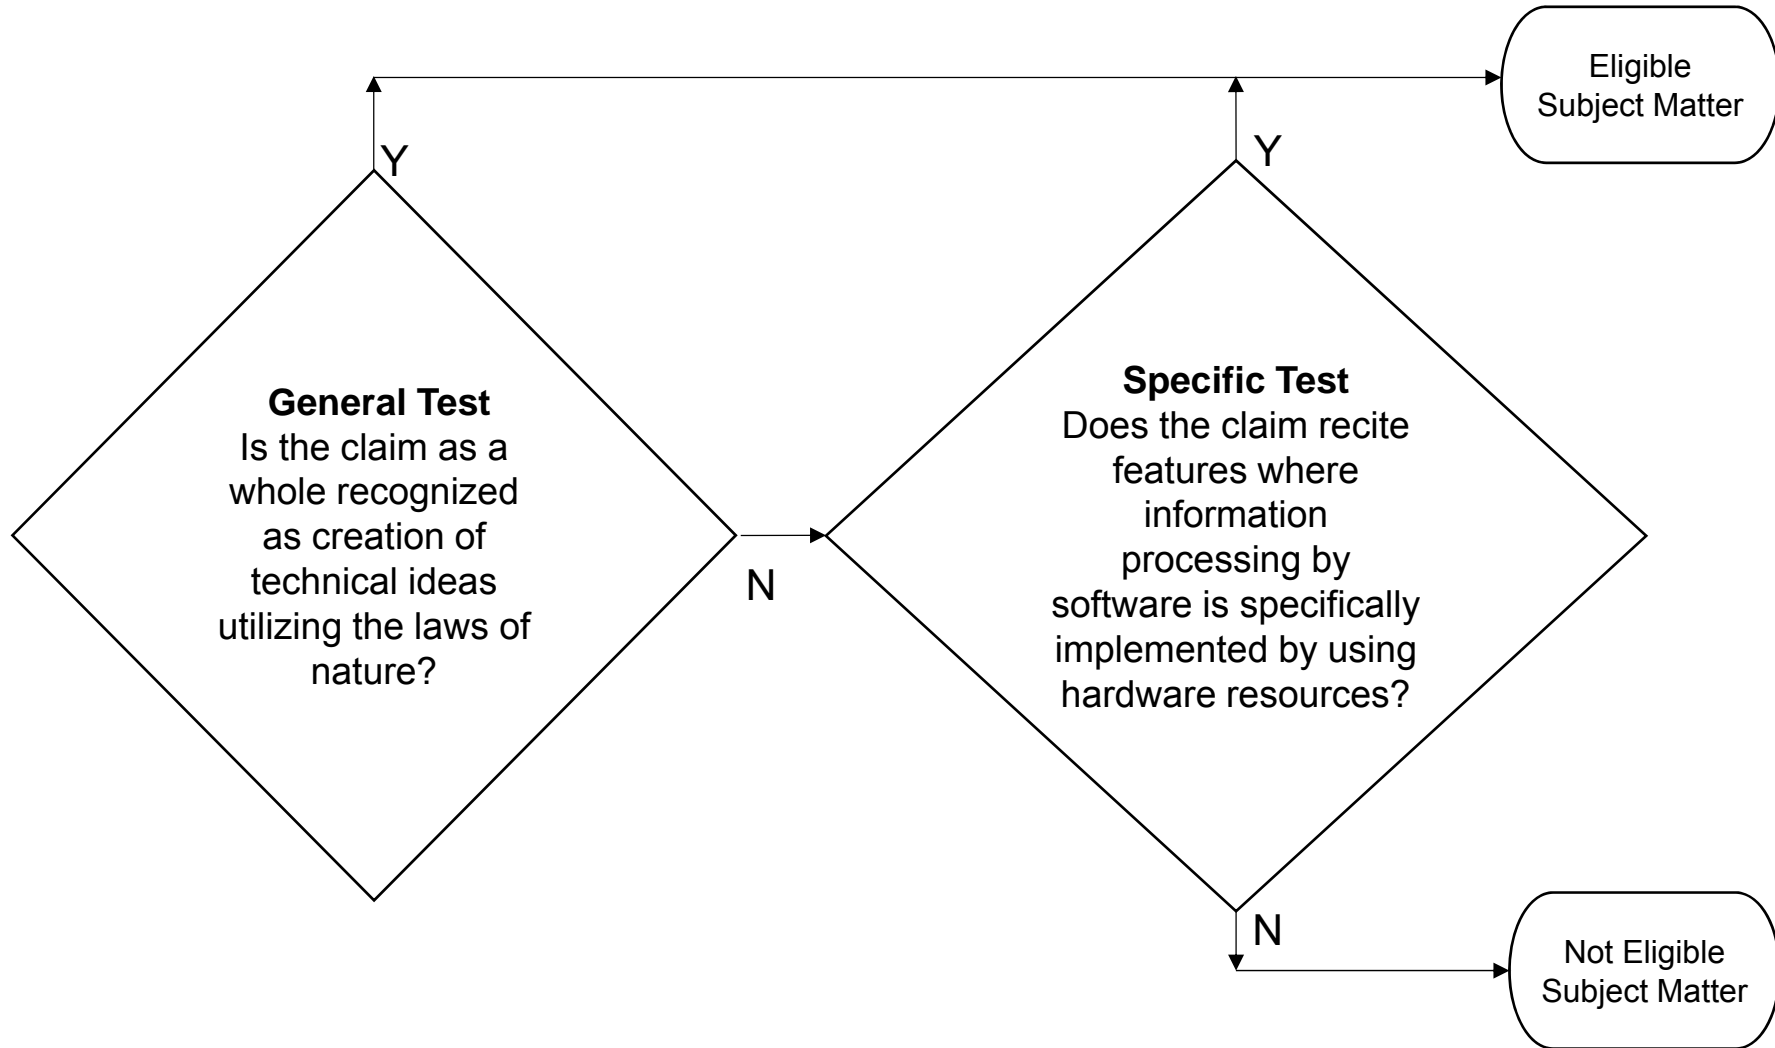 Eligible
Subject Matter
Y
Y
General Test
Is the claim as a
whole recognized
as creation of
technical ideas
utilizing the laws of
nature?
N
Specific Test
Does the claim recite
features where
information
processing by
software is specifically
implemented by using
hardware resources?
N
Not Eligible
Subject Matter